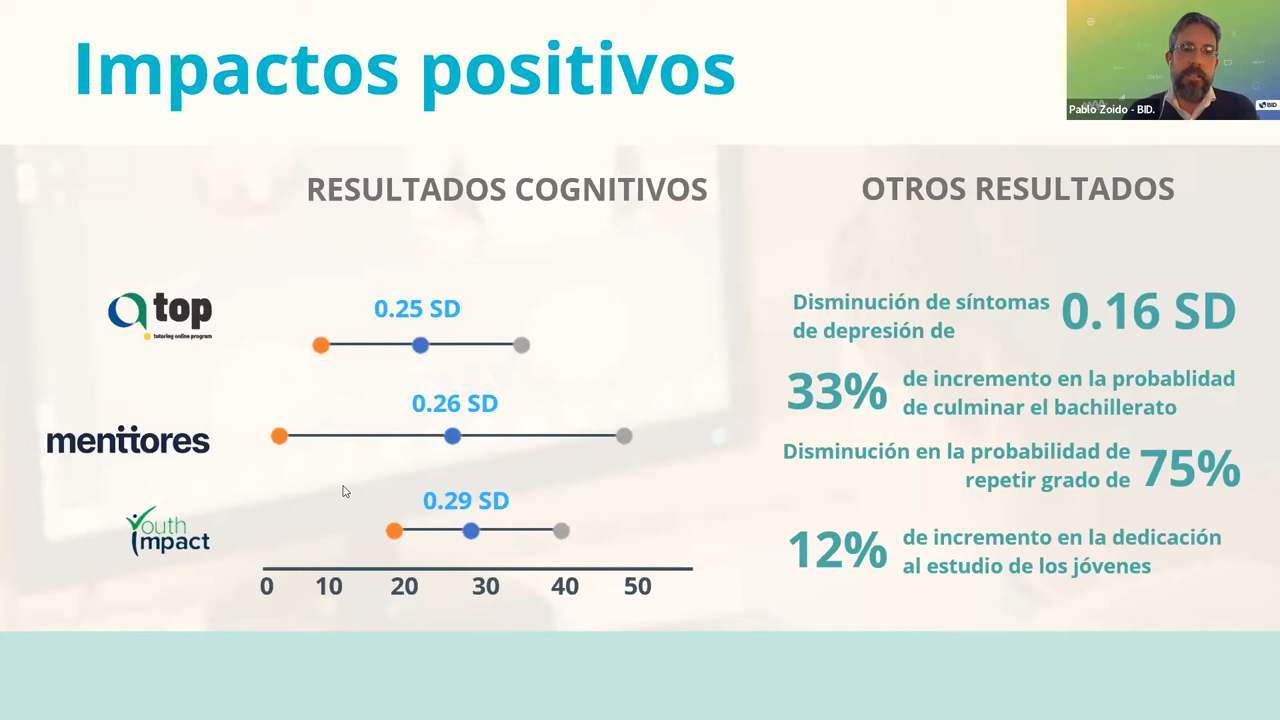 Impactos positivos
Pablo Zoido - BID.
BID
RESULTADOS COGNITIVOS
OTROS RESULTADOS
top
tutoring online program
0.25 SD
menttores
0.26 SD
Youth
impact
0.29 SD
0 10 20 30 40 50
Disminución de síntomas
de depresión de
0.16 SD
33%
de incremento en la probablidad
de culminar el bachillerato
Disminución en la probabilidad de
repetir grado de
75%
12%
de incremento en la dedicación
al estudio de los jóvenes